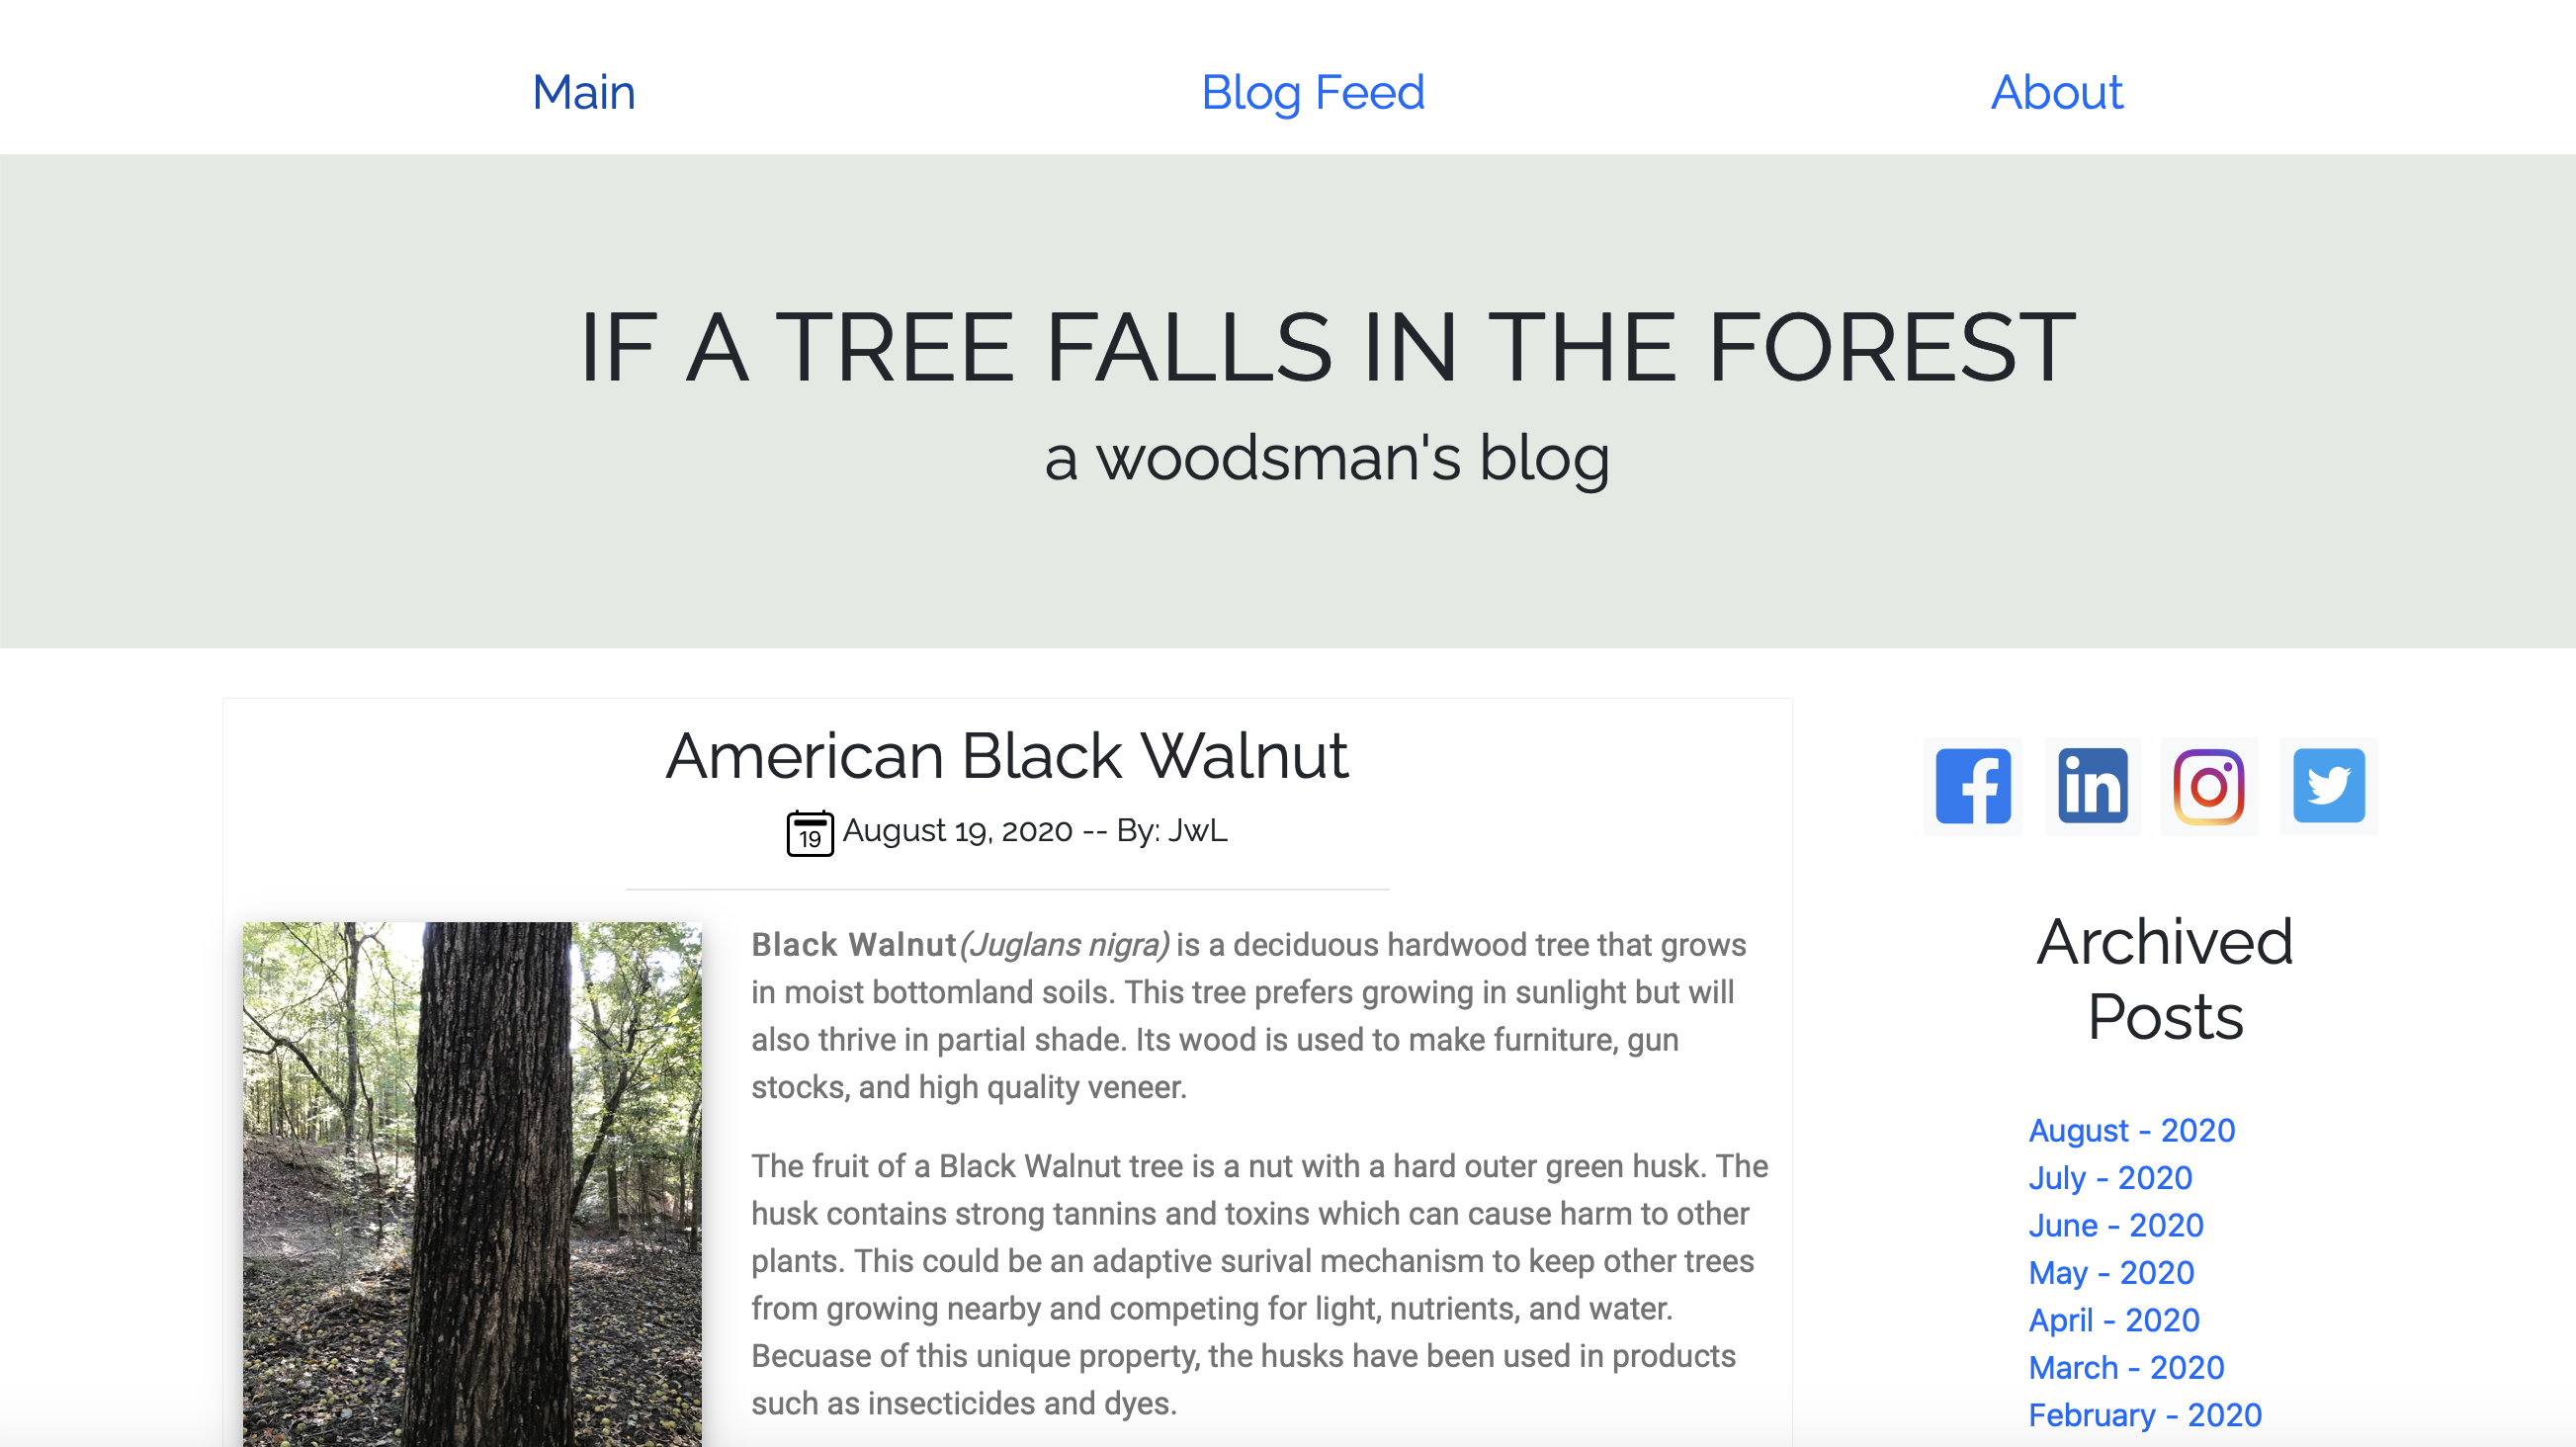 Main
Blog Feed
About
IF A TREE FALLS IN THE FOREST
a woodsman's blog
American Black Walnut
19 August 19, 2020 -- By: JwL
Black Walnut(Juglans nigra) is a deciduous hardwood tree that grows
in moist bottomland soils. This tree prefers growing in sunlight but will
also thrive in partial shade. Its wood is used to make furniture, gun
stocks, and high quality veneer.
The fruit of a Black Walnut tree is a nut with a hard outer green husk. The
husk contains strong tannins and toxins which can cause harm to other
plants. This could be an adaptive surival mechanism to keep other trees
from growing nearby and competing for light, nutrients, and water.
Becuase of this unique property, the husks have been used in products
such as insecticides and dyes.
f
in
Archived
Posts
August - 2020
July - 2020
June - 2020
May - 2020
April - 2020
March - 2020
February - 2020